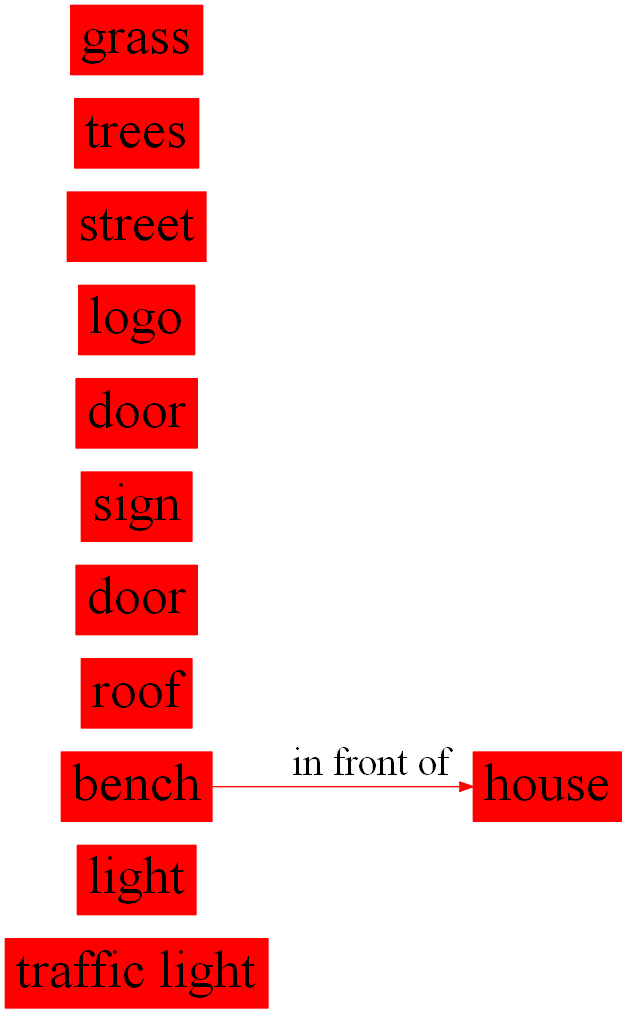 grass
trees
street
logo
door
sign
door
roof
bench
in front of
house
light
traffic light